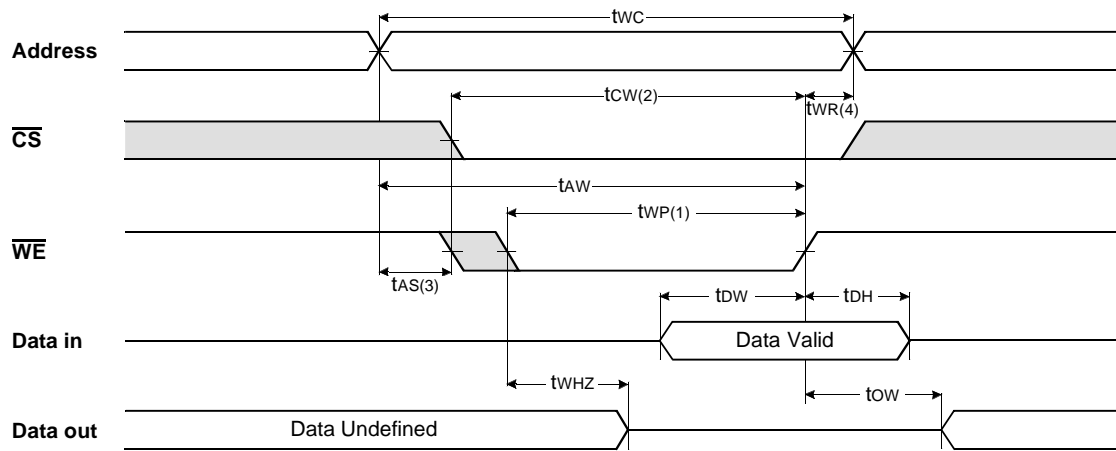 tWC
Address
tCW(2)
tWR(4)
CS
tAW
tWP(1)
WE
tAS(3)
tDW
tDH
Data in
Data Valid
tWHZ
tOW
Data out
Data Undefined